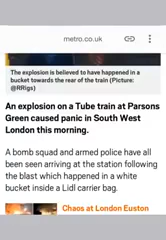 metro.co.uk
The explosion is believed to have happened in a
bucket towards the rear of the train (Picture:
@RRigs)
An explosion on a Tube train at Parsons
Green caused panic in South West
London this morning.
A bomb squad and armed police have all
been seen arriving at the station following
the blast which happened in a white
bucket inside a Lidl carrier bag.
Chaos at London Euston